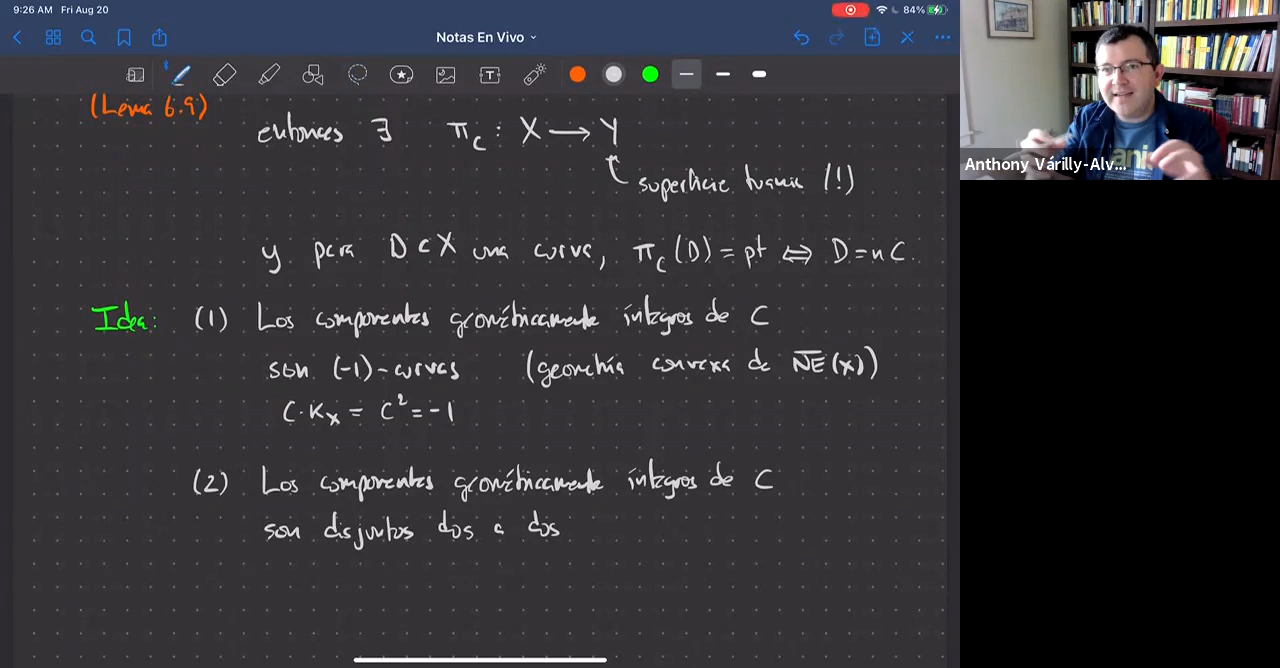 9:26 AM Fri Aug 20
84%
Notas En Vivo
Anthony Várilly-Alv...
(Lema 6.9)
entonces ∃ π_C : X ⟶ Y
superficie buena (!)
y para D ⊂ X una curva, π_C(D) = pt ⟺ D = nC.
Idea: (1) Los componentes geométricamente íntegros de C
son (-1)-curvas (geometría convexa de N̅E̅(X))
C·K_X = C² = -1
(2) Los componentes geométricamente íntegros de C
son disjuntos dos a dos